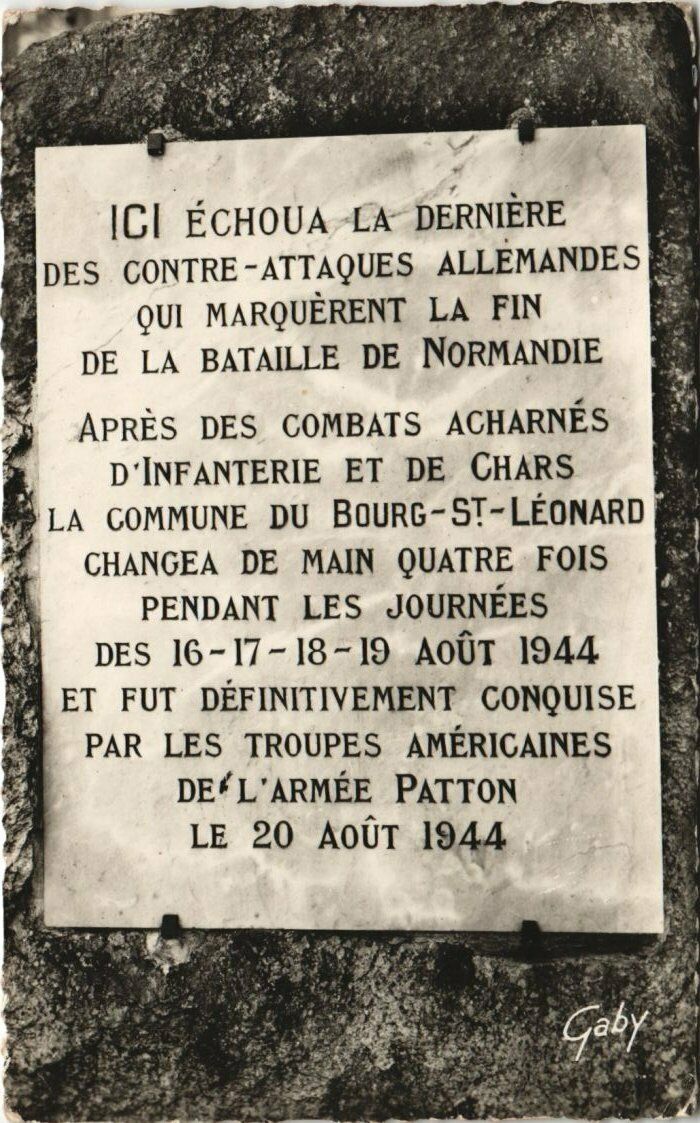 ICI ÉCHOUA LA DERNIÈRE
DES CONTRE-ATTAQUES ALLEMANDES
QUI MARQUÈRENT LA FIN
DE LA BATAILLE DE NORMANDIE
APRÈS DES COMBATS ACHARNÉS
D'INFANTERIE ET DE CHARS
LA COMMUNE DU BOURG-ST-LÉONARD
CHANGEA DE MAIN QUATRE FOIS
PENDANT LES JOURNÉES
DES 16-17-18-19 AOÛT 1944
ET FUT DÉFINITIVEMENT CONQUISE
PAR LES TROUPES AMÉRICAINES
DE L'ARMÉE PATTON
LE 20 AOÛT 1944
Gaby